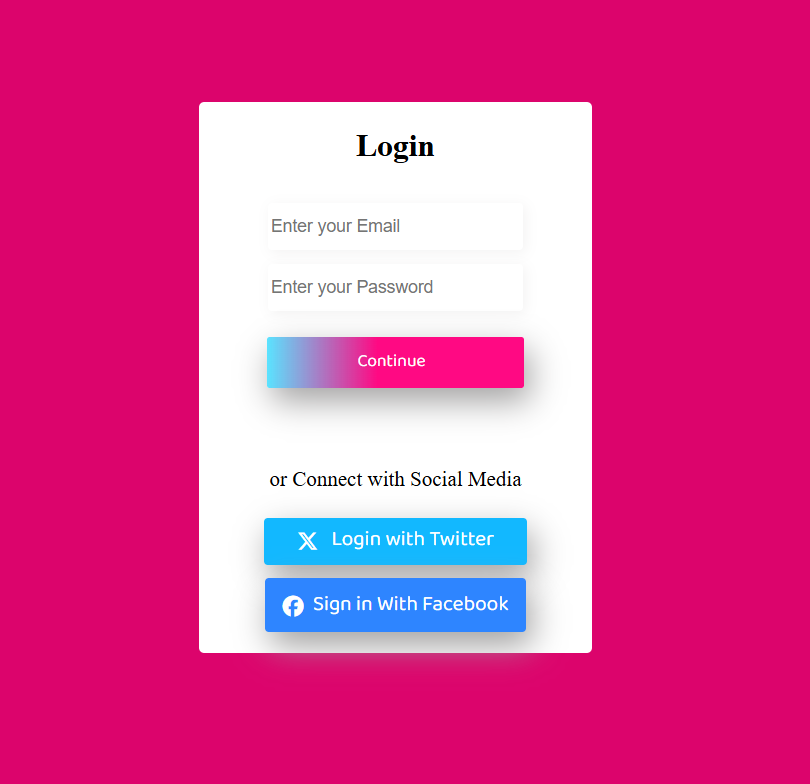 Login
Enter your Email
Enter your Password
Continue
or Connect with Social Media
Login with Twitter
Sign in With Facebook